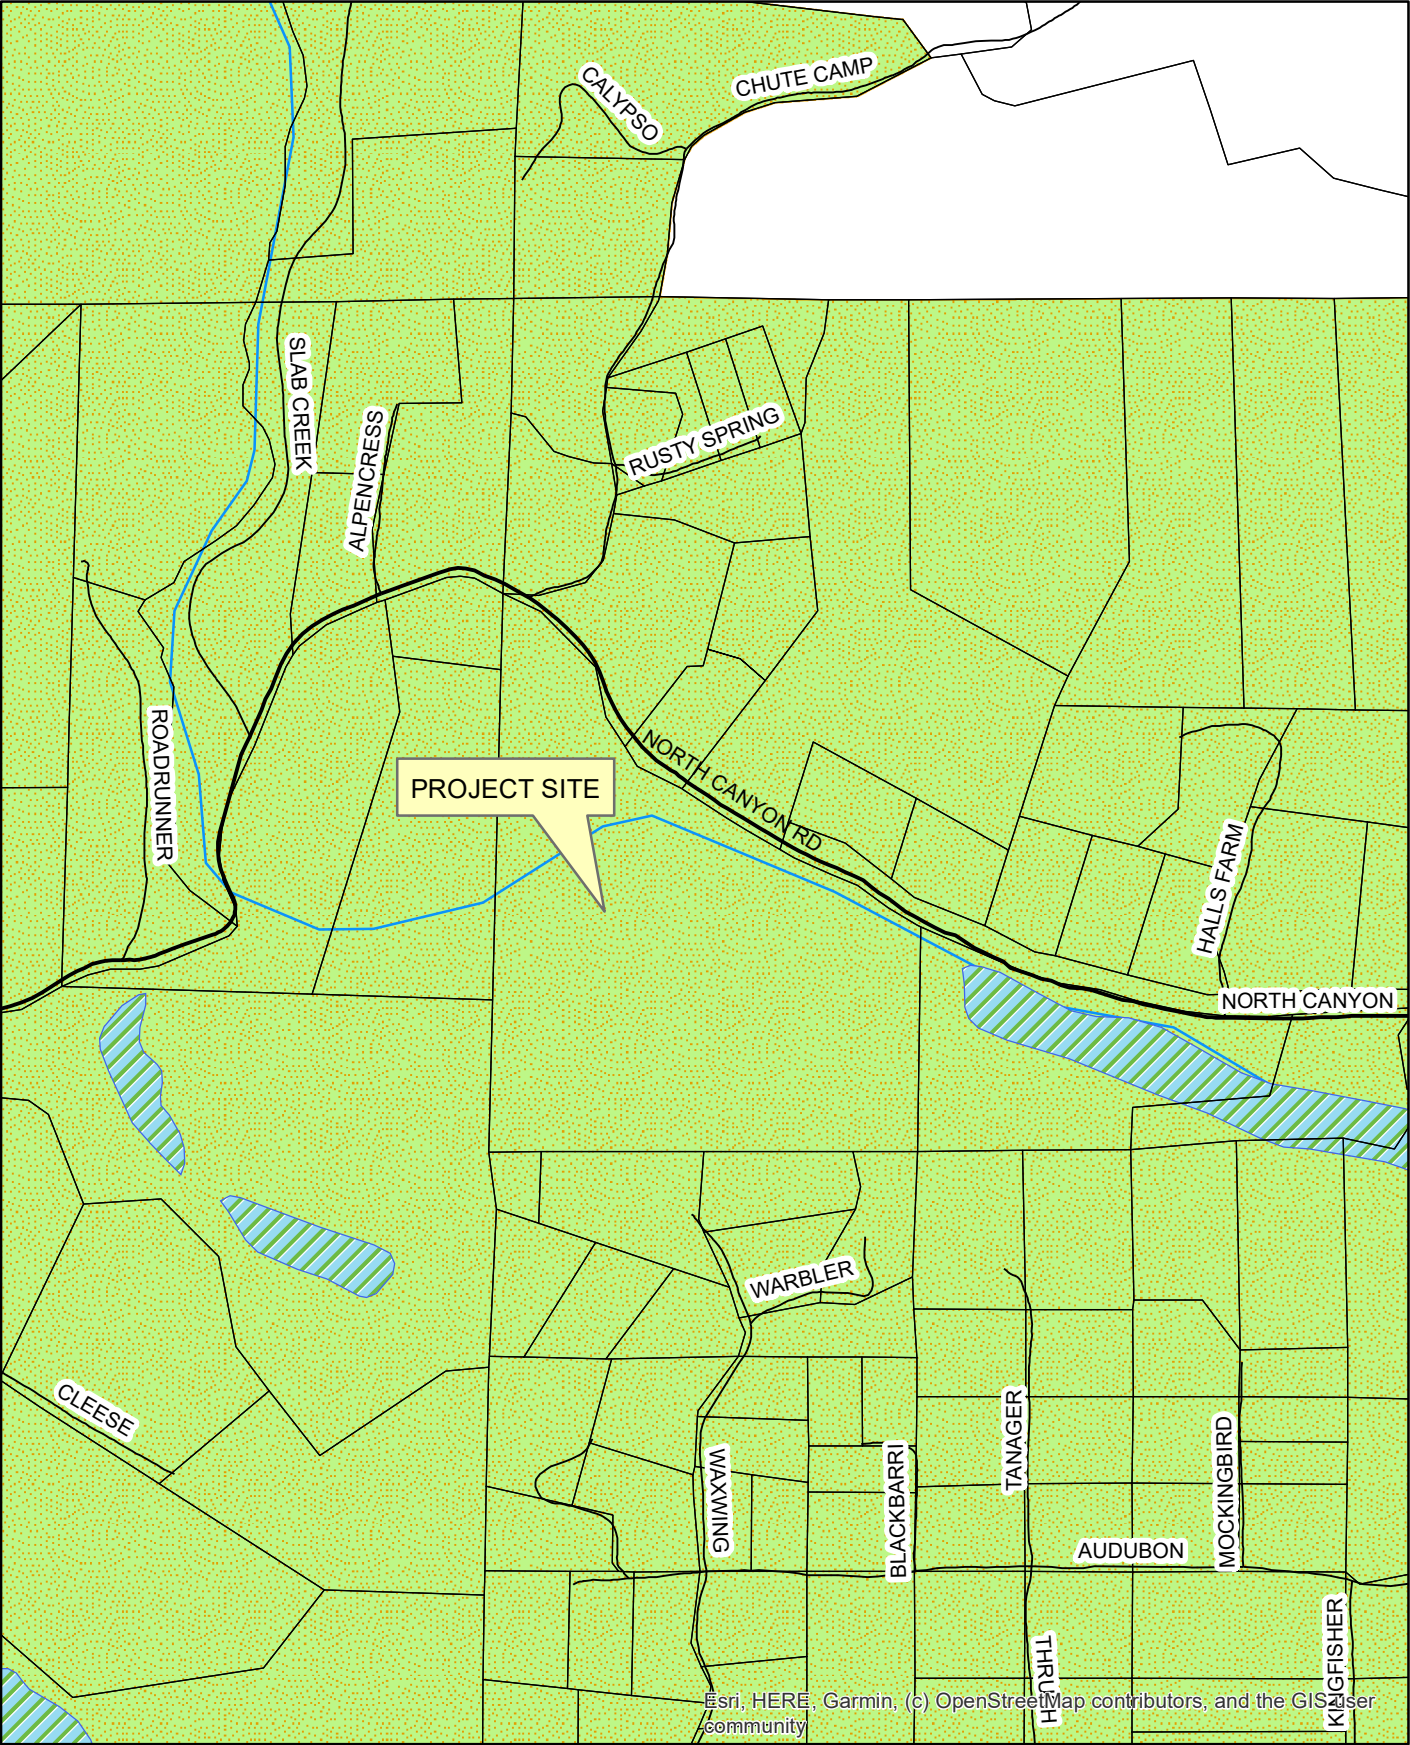 CHUTE CAMP
CALYPSO
SLAB CREEK
ALPENCRESS
RUSTY SPRING
ROADRUNNER
NORTH CANYON RD
PROJECT SITE
HALLS FARM
NORTH CANYON
WARBLER
CLEESE
TANAGER
MOCKINGBIRD
WAXWING
BLACKBARRI
AUDUBON
KINGFISHER
THRUSH
Esri, HERE, Garmin, (c) OpenStreetMap contributors, and the GIS user
community